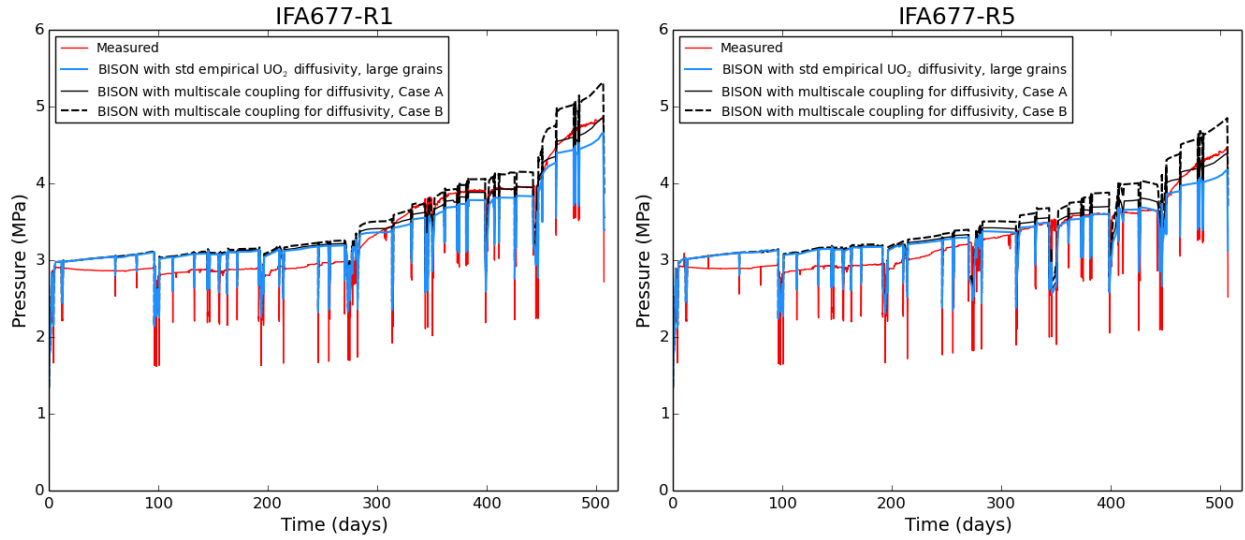 IFA677-R1
6
5
4
3
2
1
0
Pressure (MPa)
Measured
BISON with std empirical UO₂ diffusivity, large grains
BISON with multiscale coupling for diffusivity, Case A
BISON with multiscale coupling for diffusivity, Case B
0 100 200 300 400 500
Time (days)
IFA677-R5
6
5
4
3
2
1
0
Pressure (MPa)
Measured
BISON with std empirical UO₂ diffusivity, large grains
BISON with multiscale coupling for diffusivity, Case A
BISON with multiscale coupling for diffusivity, Case B
0 100 200 300 400 500
Time (days)